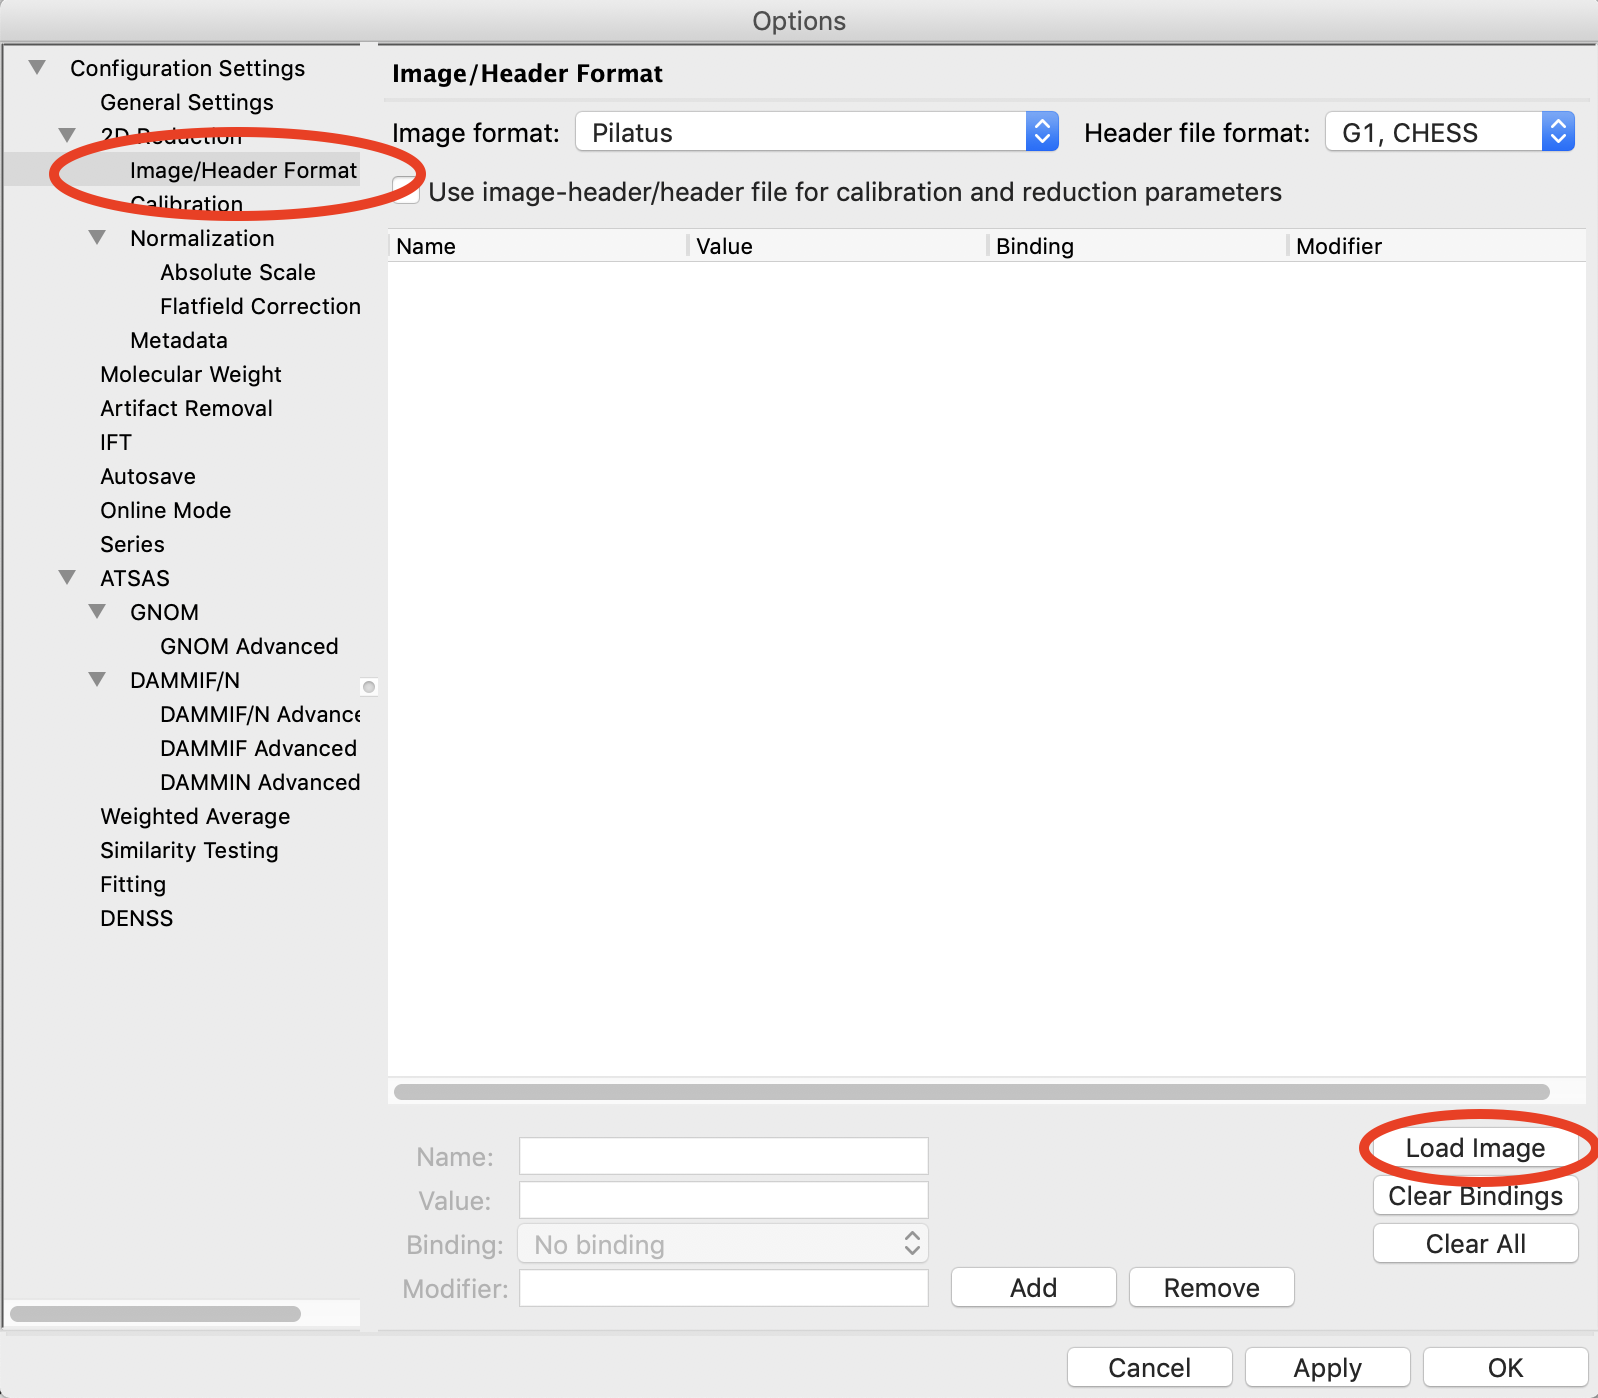 Options
Configuration Settings
General Settings
2D Reduction
Image/Header Format
Calibration
Normalization
Absolute Scale
Flatfield Correction
Metadata
Molecular Weight
Artifact Removal
IFT
Autosave
Online Mode
Series
ATSAS
GNOM
GNOM Advanced
DAMMIF/N
DAMMIF/N Advance
DAMMIF Advanced
DAMMIN Advanced
Weighted Average
Similarity Testing
Fitting
DENSS
Image/Header Format
Image format: Pilatus Header file format: G1, CHESS
Use image-header/header file for calibration and reduction parameters
Name Value Binding Modifier
Name:
Value:
Binding: No binding
Modifier:
Add Remove
Load Image
Clear Bindings
Clear All
Cancel Apply OK